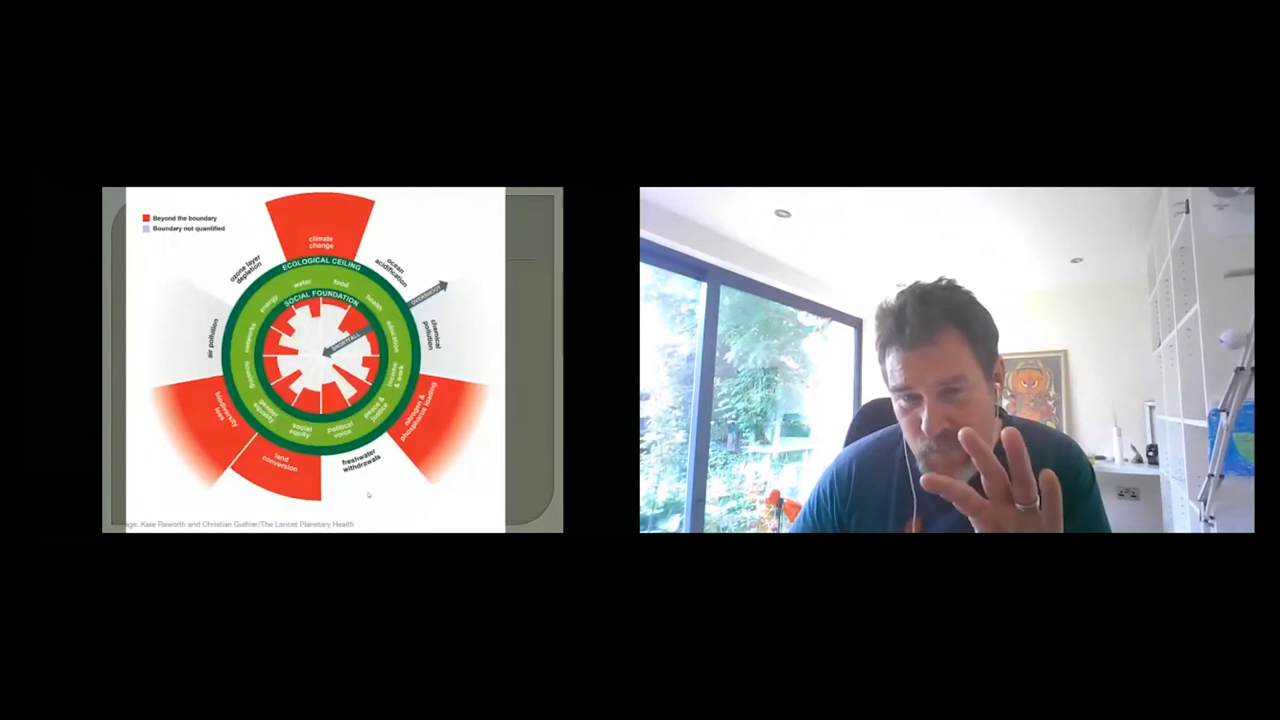 Beyond the boundary
Boundary not quantified
climate
change
ozone layer
depletion
ocean
acidification
ECOLOGICAL CEILING
water
food
energy
health
SOCIAL FOUNDATION
OVERSHOOT
SHORTFALL
air pollution
networks
education
chemical
pollution
housing
income
& work
biodiversity
loss
gender
equality
peace &
justice
nitrogen &
phosphorus loading
social
equity
political
voice
land
conversion
freshwater
withdrawals
ge: Kate Raworth and Christian Guthier/The Lancet Planetary Health